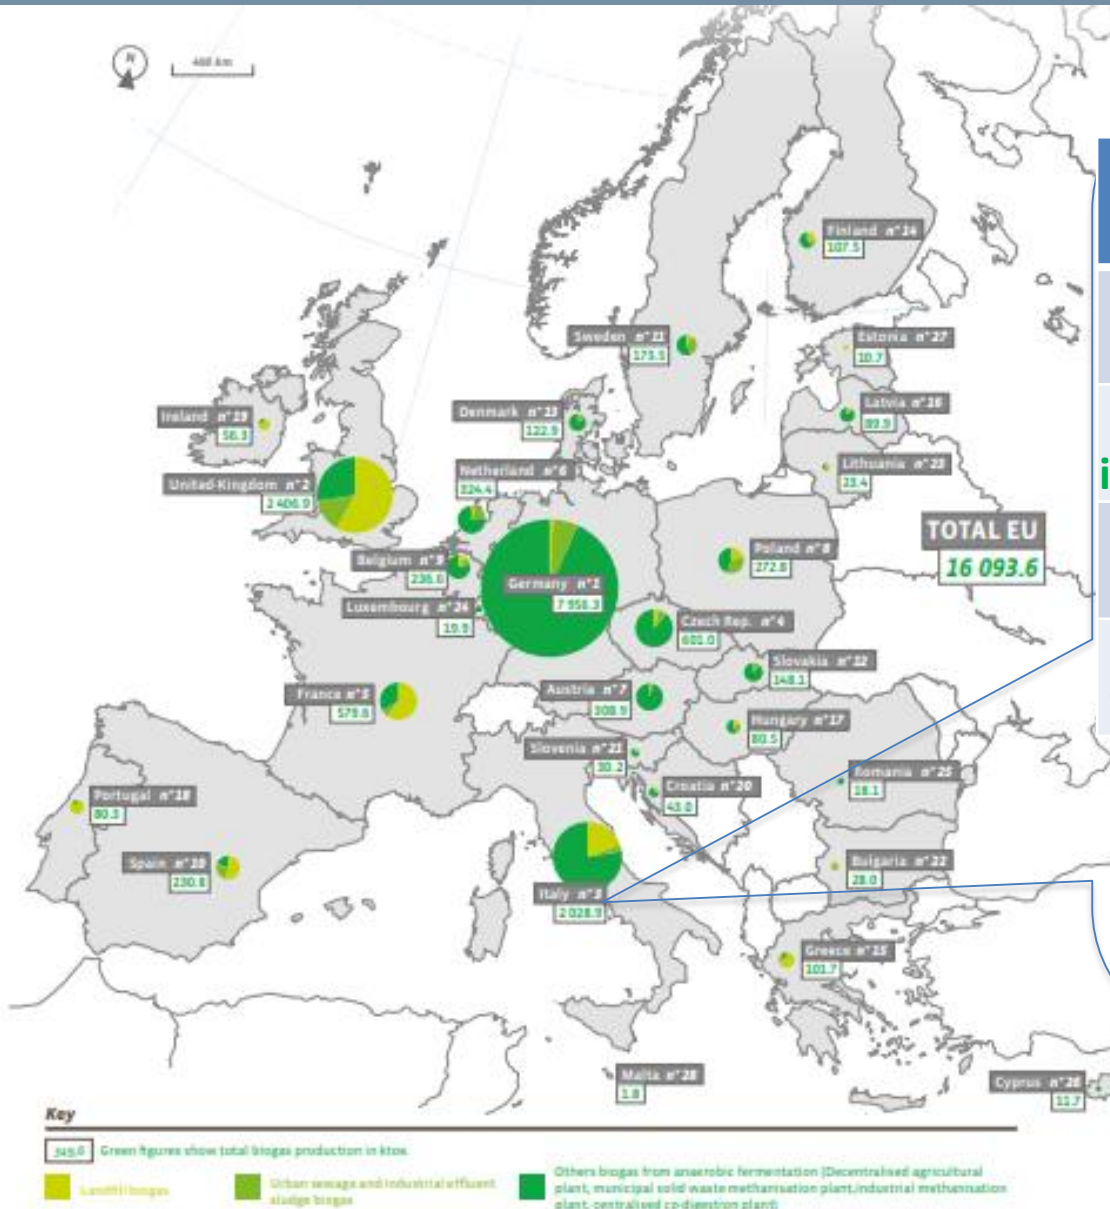 N
400 km
Finland n°14
107.5
Sweden n°11
173.5
Estonia n°27
10.7
Latvia n°16
89.9
Lithuania n°23
23.4
Denmark n°13
122.9
Ireland n°19
56.3
United-Kingdom n°2
2 406.9
Netherland n°6
324.4
Belgium n°9
236.6
Luxembourg n°24
19.9
Germany n°1
7 956.3
Poland n°8
272.8
TOTAL EU
16 093.6
Czech Rep. n°4
601.0
Slovakia n°12
148.1
France n°5
579.6
Austria n°7
308.9
Hungary n°17
80.5
Slovenia n°21
30.2
Croatia n°20
43.0
Romania n°25
18.1
Portugal n°18
80.3
Spain n°10
230.8
Italy n°3
2 028.9
Bulgaria n°22
28.0
Greece n°15
101.7
Malta n°28
1.8
Cyprus n°26
11.7
Key
Green figures show total biogas production in ktoe.
Landfill biogas
Urban sewage and industrial effluent
sludge biogas
Others biogas from anaerobic fermentation (Decentralised agricultural
plant, municipal solid waste methanisation plant, industrial methanisation
plant, centralised co-digestion plant)